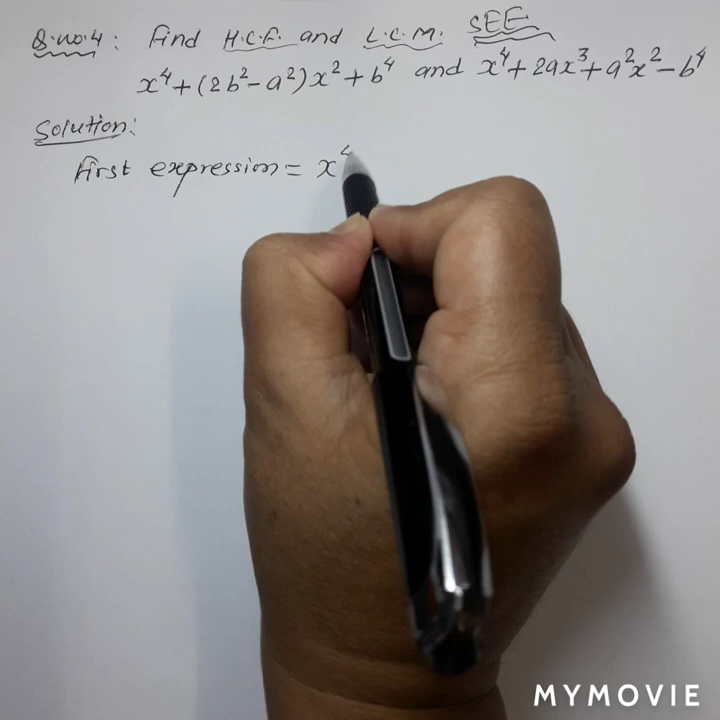 Q.no.4: Find H.C.F. and L.C.M. SEE
x⁴+(2b²-a²)x²+b⁴ and x⁴+2ax³+a²x²-b⁴
Solution:
First expression = x⁴
MYMOVIE